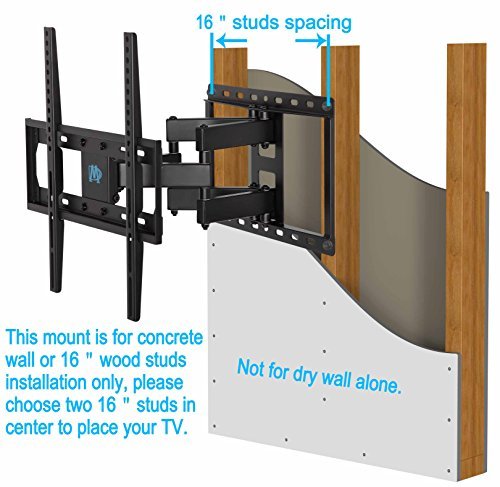 16 " studs spacing
This mount is for concrete
wall or 16 " wood studs
installation only, please
choose two 16 " studs in
center to place your TV.
Not for dry wall alone.